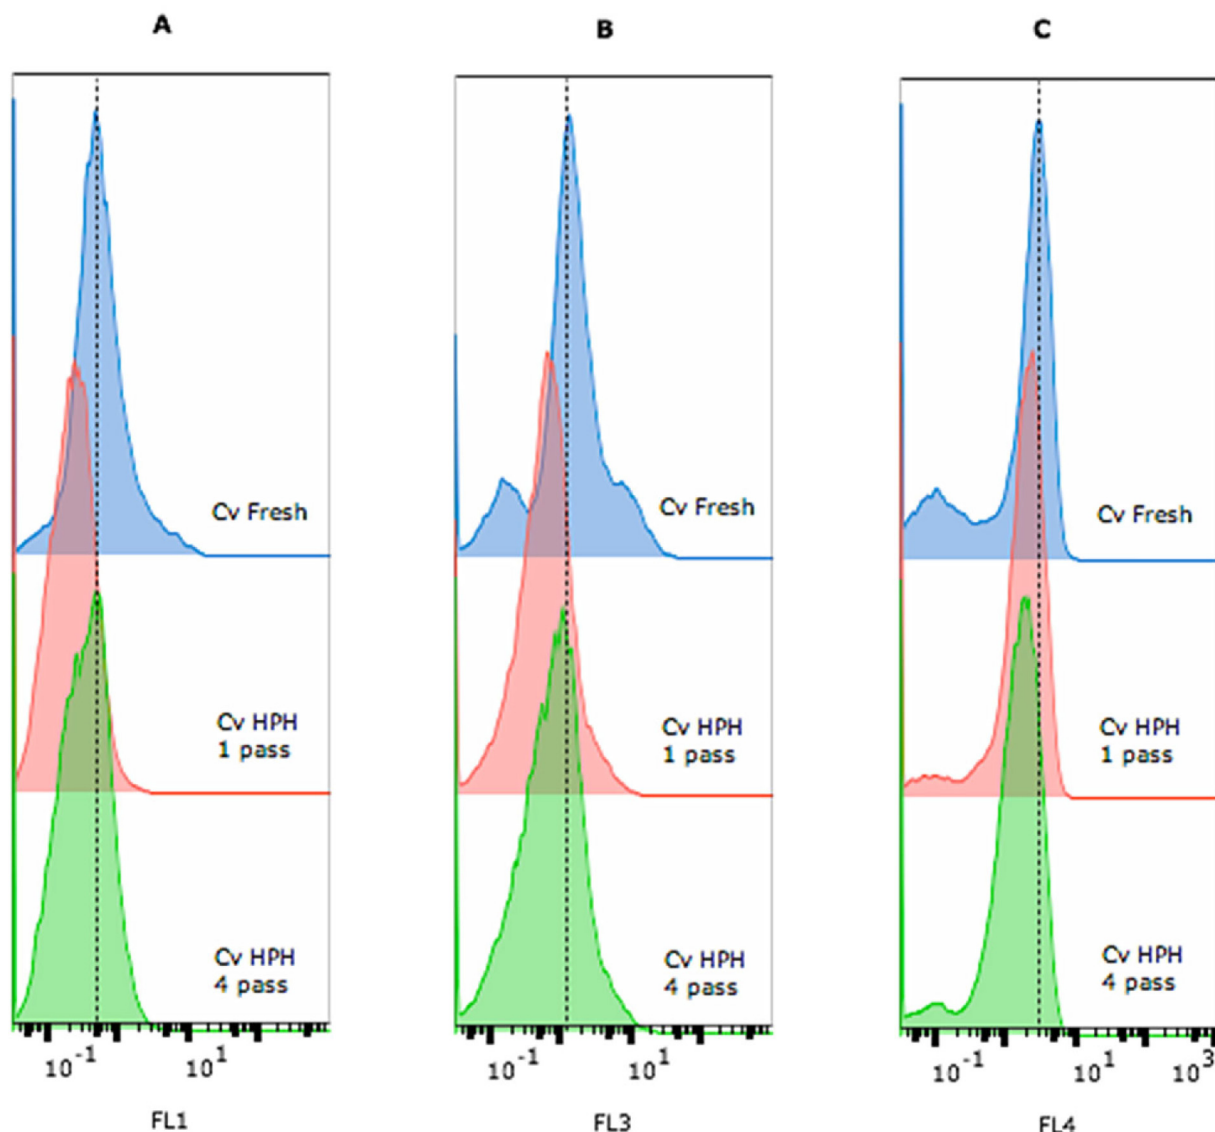 A B C
Cv Fresh Cv Fresh Cv Fresh
Cv HPH Cv HPH Cv HPH
1 pass 1 pass 1 pass
Cv HPH Cv HPH Cv HPH
4 pass 4 pass 4 pass
10-1 101 10-1 101 10-1 101 103
FL1 FL3 FL4